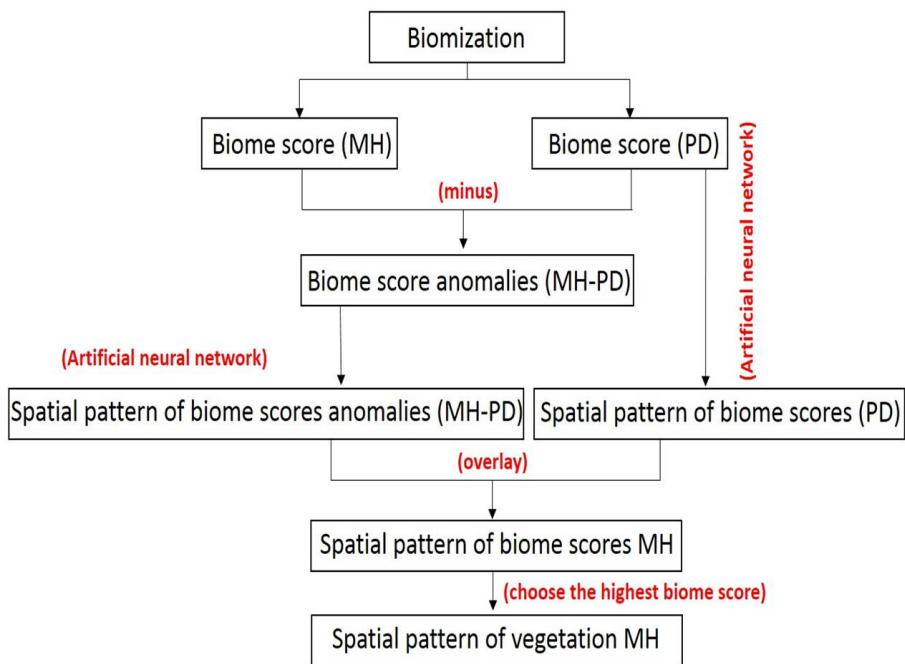 Biomization
Biome score (MH)
Biome score (PD)
(minus)
(Artificial neural network)
Biome score anomalies (MH-PD)
(Artificial neural network)
Spatial pattern of biome scores anomalies (MH-PD)
Spatial pattern of biome scores (PD)
(overlay)
Spatial pattern of biome scores MH
(choose the highest biome score)
Spatial pattern of vegetation MH